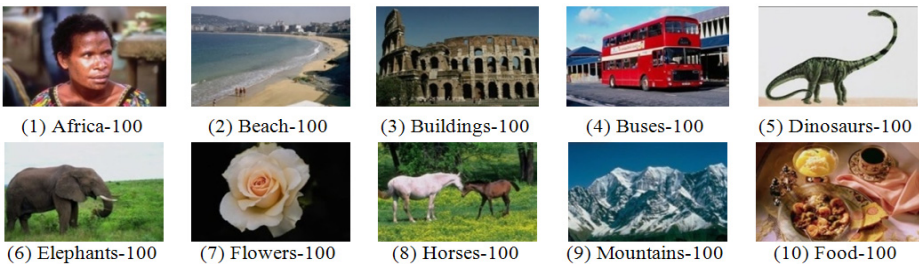 (1) Africa-100
(2) Beach-100
(3) Buildings-100
(4) Buses-100
(5) Dinosaurs-100
(6) Elephants-100
(7) Flowers-100
(8) Horses-100
(9) Mountains-100
(10) Food-100